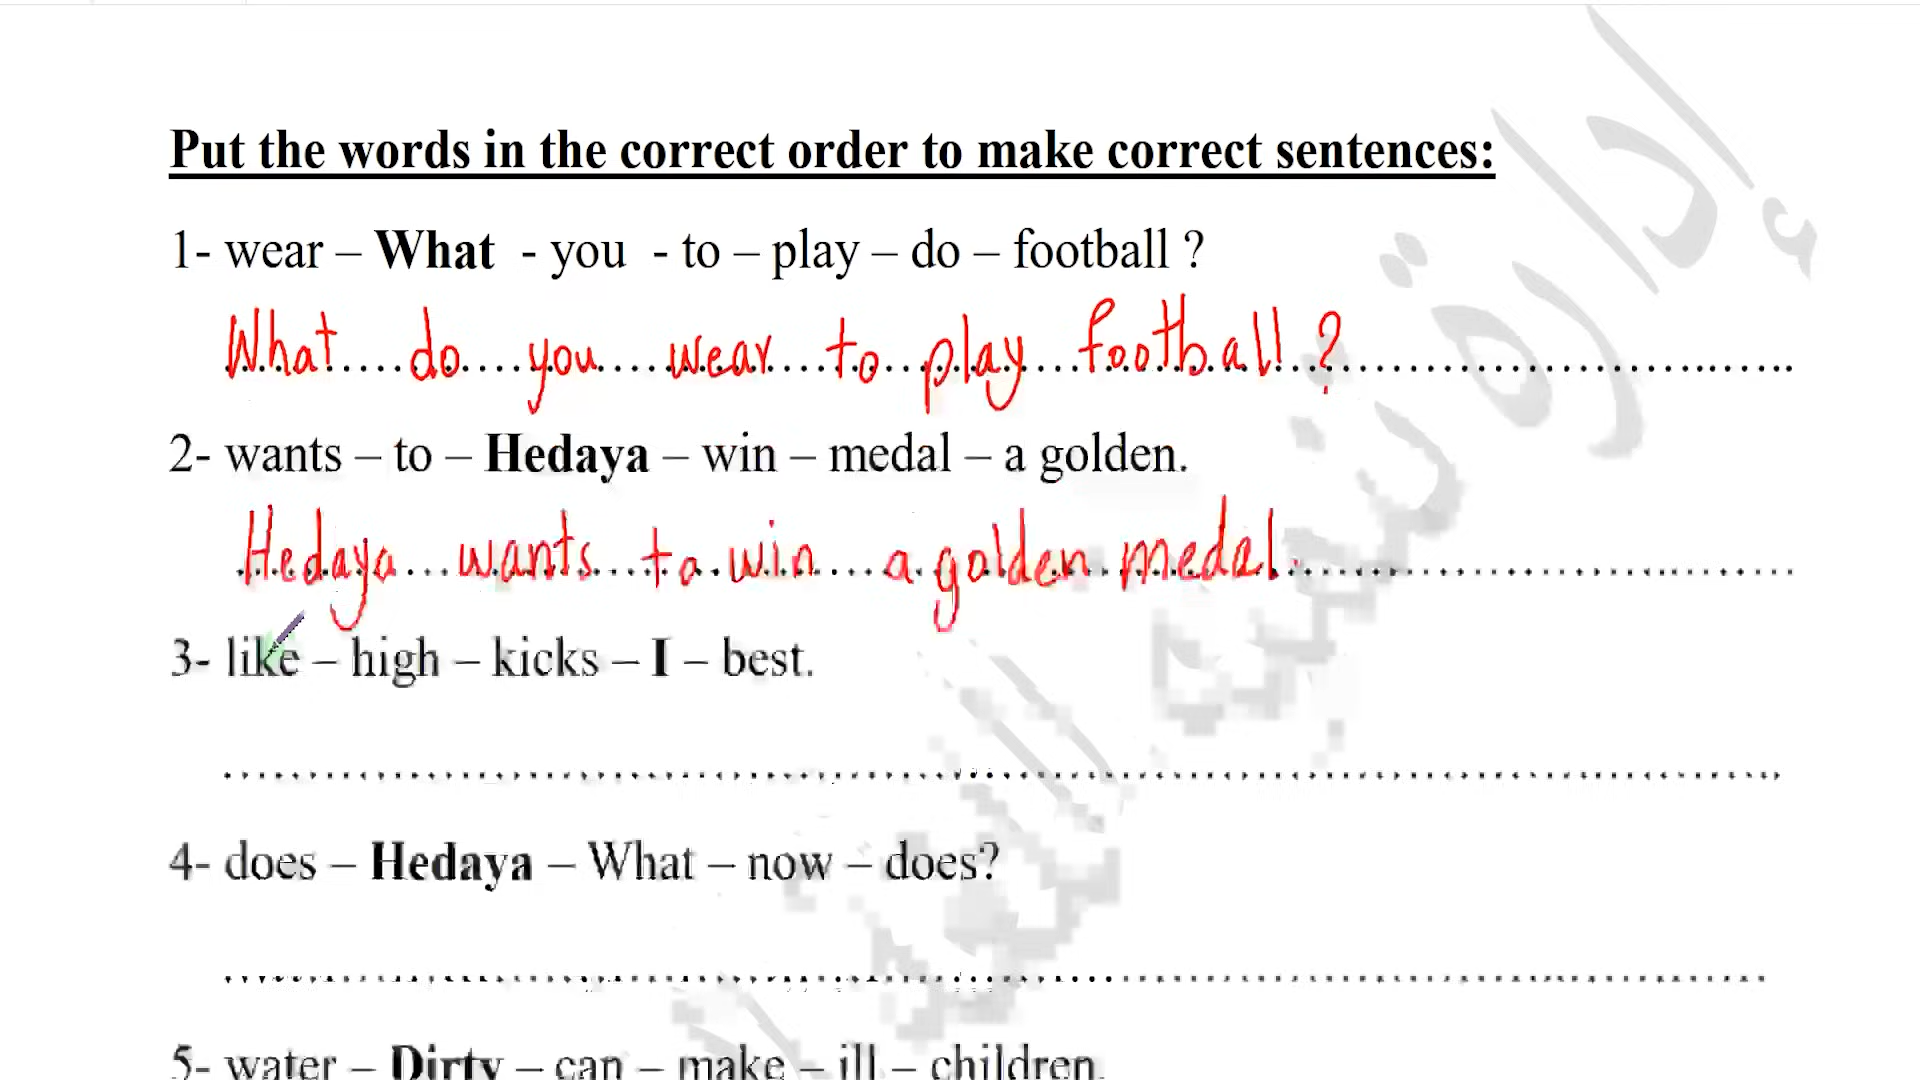 Put the words in the correct order to make correct sentences:
1- wear – What - you - to – play – do – football ?
What do you wear to play football ?
2- wants – to – Hedaya – win – medal – a golden.
Hedaya wants to win a golden medal.
3- like – high – kicks – I – best.
4- does – Hedaya – What – now – does?
5- water – Dirty – can – make – ill – children.
إدارة